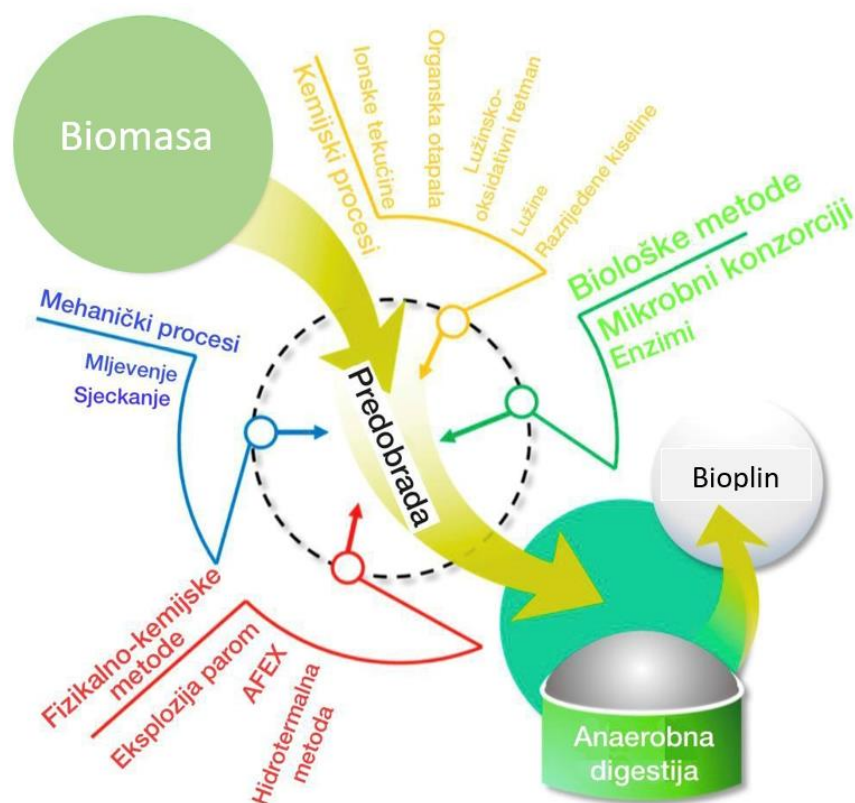 Biomasa
Kemijski procesi
Ionske tekućine
Organska otapala
Lužinsko-
oksidativni tretman
Lužine
Razrijeđene kiseline
Biološke metode
Mikrobni konzorciji
Enzimi
Mehanički procesi
Mljevenje
Sjeckanje
Predobrada
Bioplin
Fizikalno-kemijske
metode
Eksplozija parom
AFEX
Hidrotermalna
metoda
Anaerobna
digestija